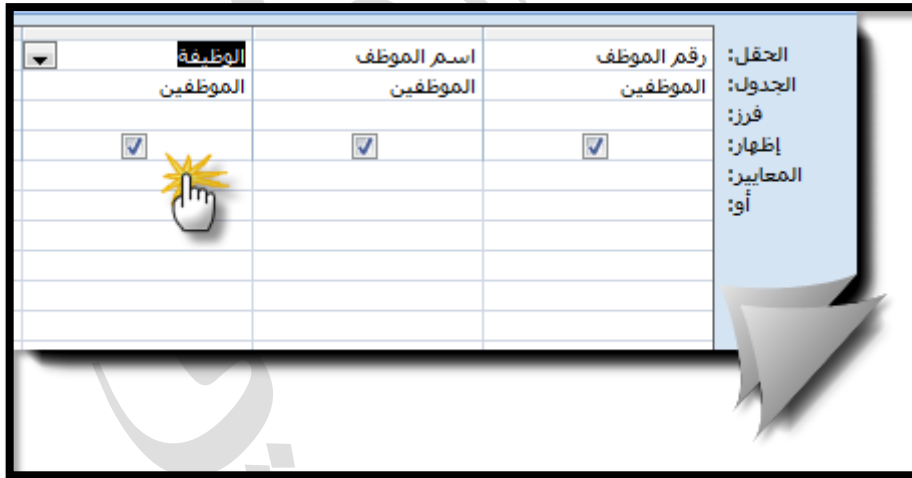 الحقل: رقم الموظف اسم الموظف الوظيفة
الجدول: الموظفين الموظفين الموظفين
فرز:
إظهار:
المعايير:
أو: